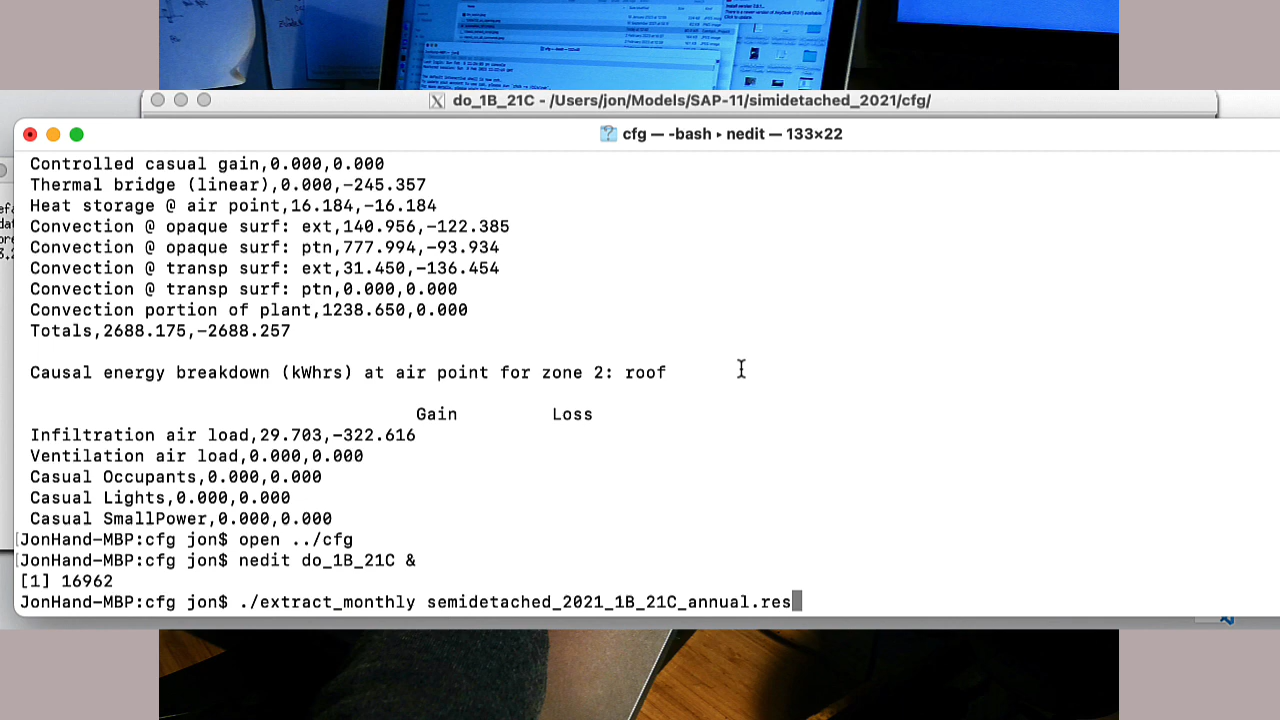 do_1B_21C - /Users/jon/Models/SAP-11/simidetached_2021/cfg/
cfg — -bash ▸ nedit — 133×22
Controlled casual gain,0.000,0.000
Thermal bridge (linear),0.000,-245.357
Heat storage @ air point,16.184,-16.184
Convection @ opaque surf: ext,140.956,-122.385
Convection @ opaque surf: ptn,777.994,-93.934
Convection @ transp surf: ext,31.450,-136.454
Convection @ transp surf: ptn,0.000,0.000
Convection portion of plant,1238.650,0.000
Totals,2688.175,-2688.257
Causal energy breakdown (kWhrs) at air point for zone 2: roof
Gain Loss
Infiltration air load,29.703,-322.616
Ventilation air load,0.000,0.000
Casual Occupants,0.000,0.000
Casual Lights,0.000,0.000
Casual SmallPower,0.000,0.000
[JonHand-MBP:cfg jon$ open ../cfg
[JonHand-MBP:cfg jon$ nedit do_1B_21C &
[1] 16962
JonHand-MBP:cfg jon$ ./extract_monthly semidetached_2021_1B_21C_annual.res